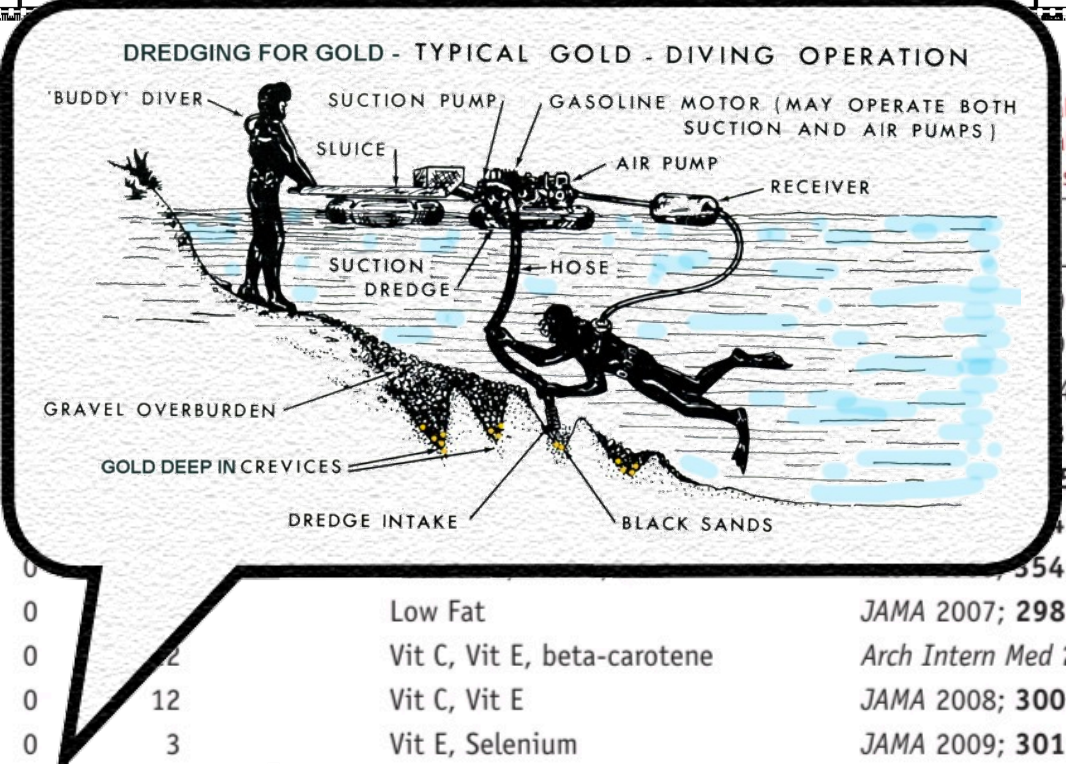 DREDGING FOR GOLD - TYPICAL GOLD - DIVING OPERATION
'BUDDY' DIVER
SUCTION PUMP
GASOLINE MOTOR (MAY OPERATE BOTH
SUCTION AND AIR PUMPS)
SLUICE
AIR PUMP
RECEIVER
SUCTION
DREDGE
HOSE
GRAVEL OVERBURDEN
GOLD DEEP IN CREVICES
DREDGE INTAKE
BLACK SANDS
0 354
0 Low Fat JAMA 2007; 298
0 Vit C, Vit E, beta-carotene Arch Intern Med
0 12 Vit C, Vit E JAMA 2008; 300
0 3 Vit E, Selenium JAMA 2009; 301